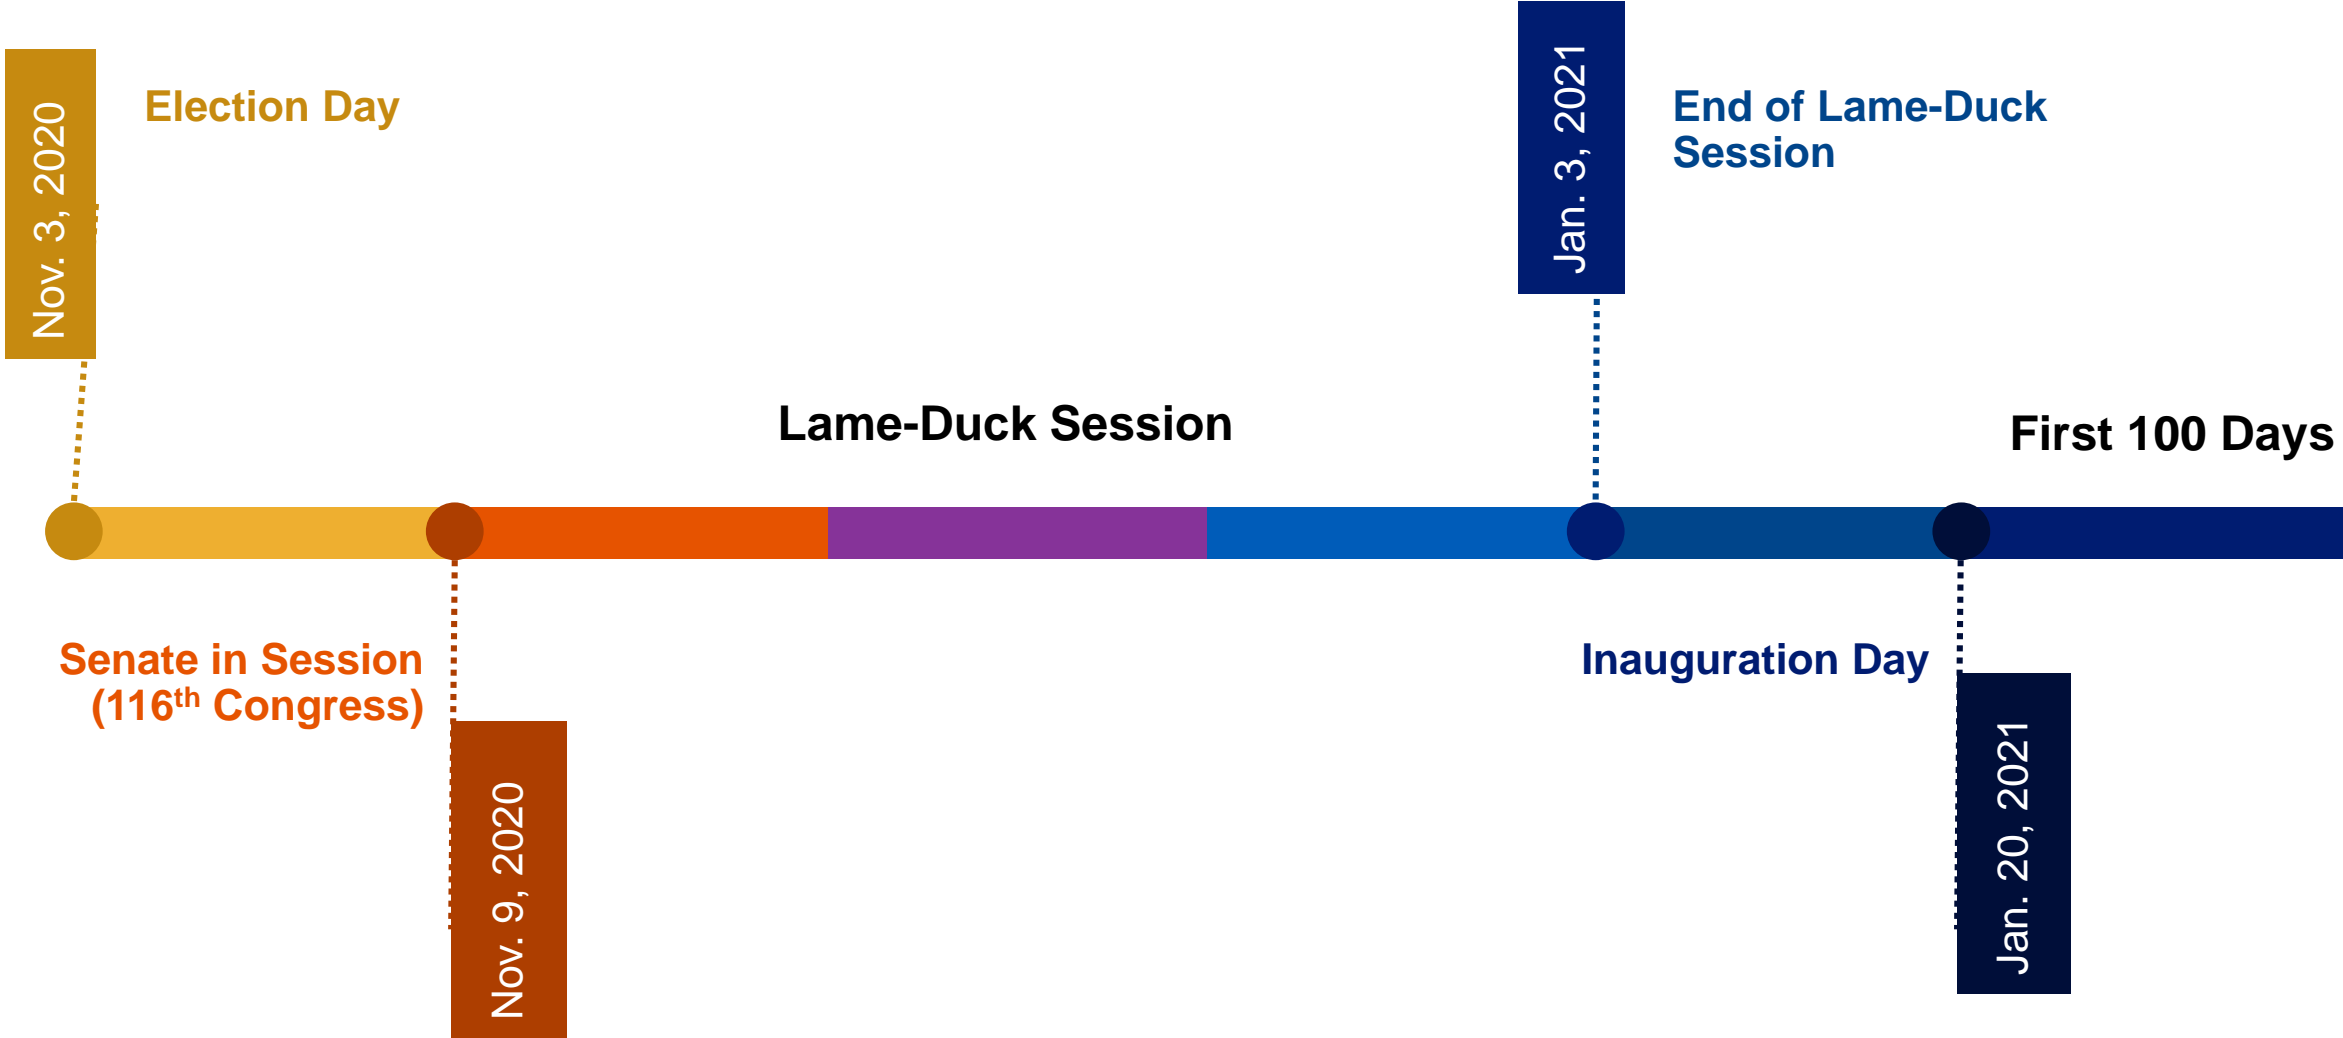 Nov. 3, 2020
Election Day
Jan. 3, 2021
End of Lame-Duck
Session
Lame-Duck Session
First 100 Days
Senate in Session
(116th Congress)
Nov. 9, 2020
Inauguration Day
Jan. 20, 2021